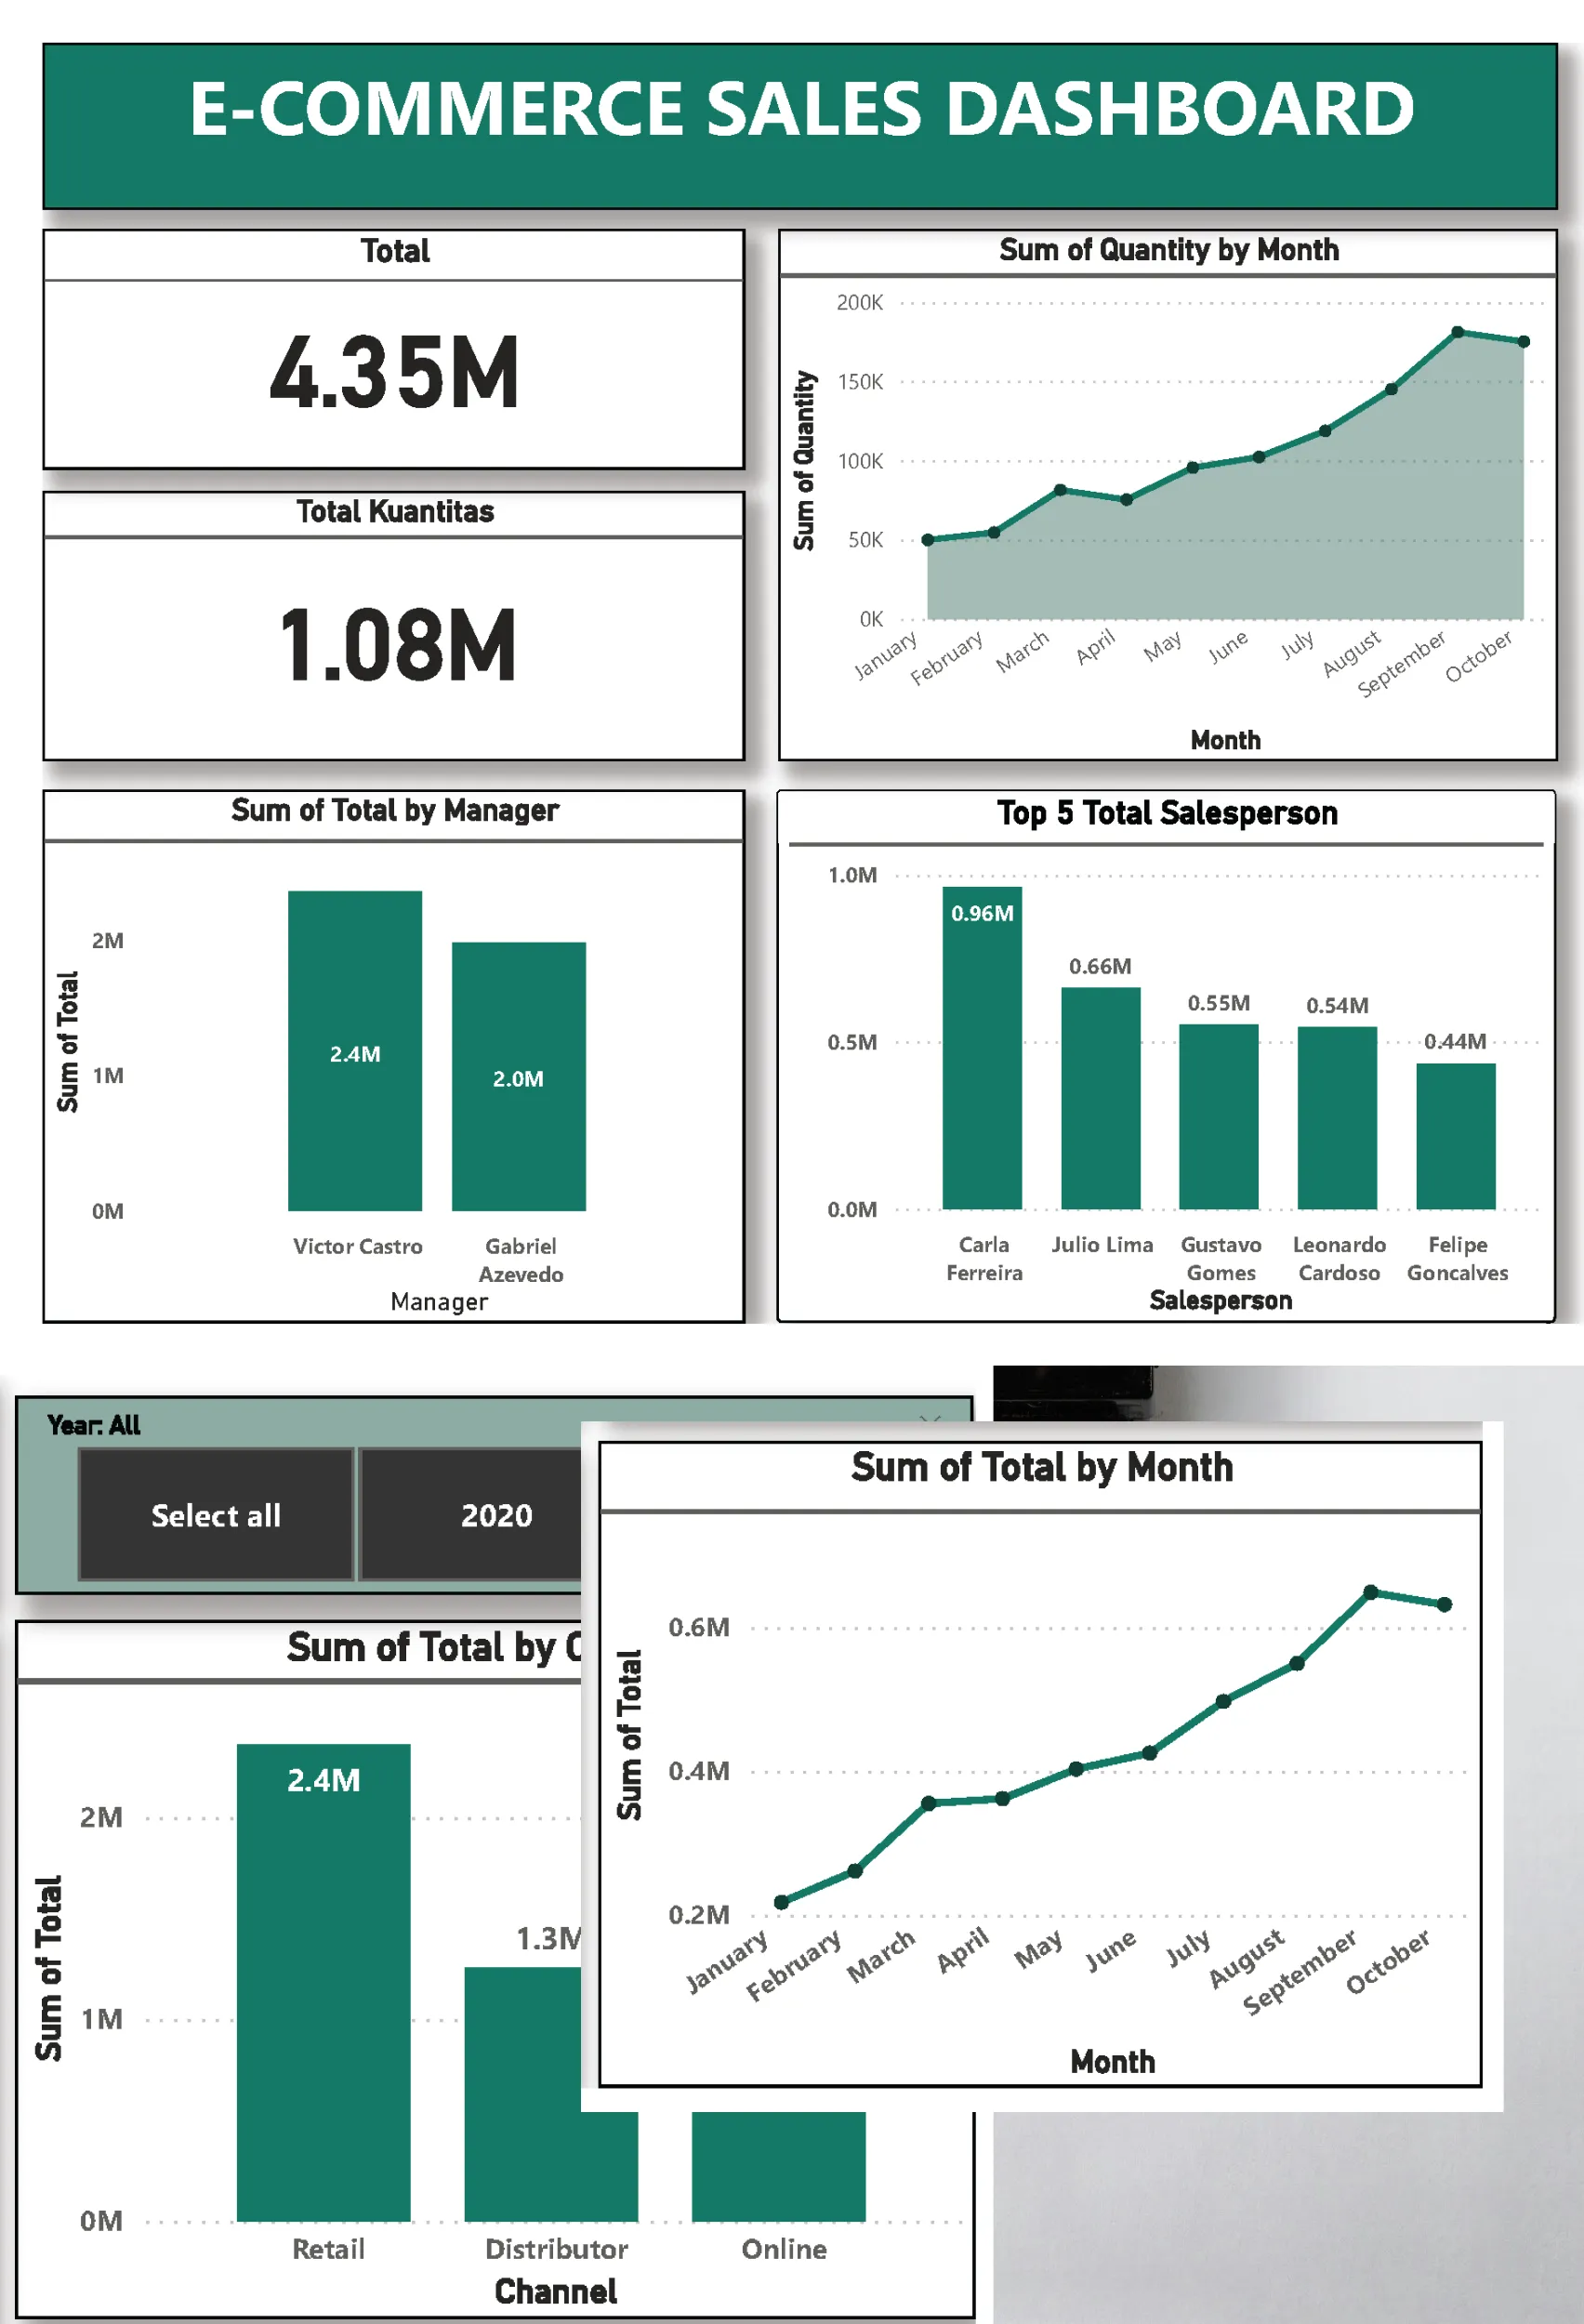 E-COMMERCE SALES DASHBOARD
Total
4.35M
Total Kuantitas
1.08M
Sum of Quantity by Month
Sum of Quantity
200K
150K
100K
50K
0K
January
February
March
April
May
June
July
August
September
October
Month
Sum of Total by Manager
Sum of Total
2M
1M
0M
2.4M
2.0M
Victor Castro
Gabriel
Azevedo
Manager
Top 5 Total Salesperson
1.0M
0.5M
0.0M
0.96M
0.66M
0.55M
0.54M
0.44M
Carla
Ferreira
Julio Lima
Gustavo
Gomes
Leonardo
Cardoso
Felipe
Goncalves
Salesperson
Year: All
Select all
2020
Sum of Total by
Sum of Total
2M
1M
0M
2.4M
1.3M
Retail
Distributor
Online
Channel
Sum of Total by Month
Sum of Total
0.6M
0.4M
0.2M
January
February
March
April
May
June
July
August
September
October
Month